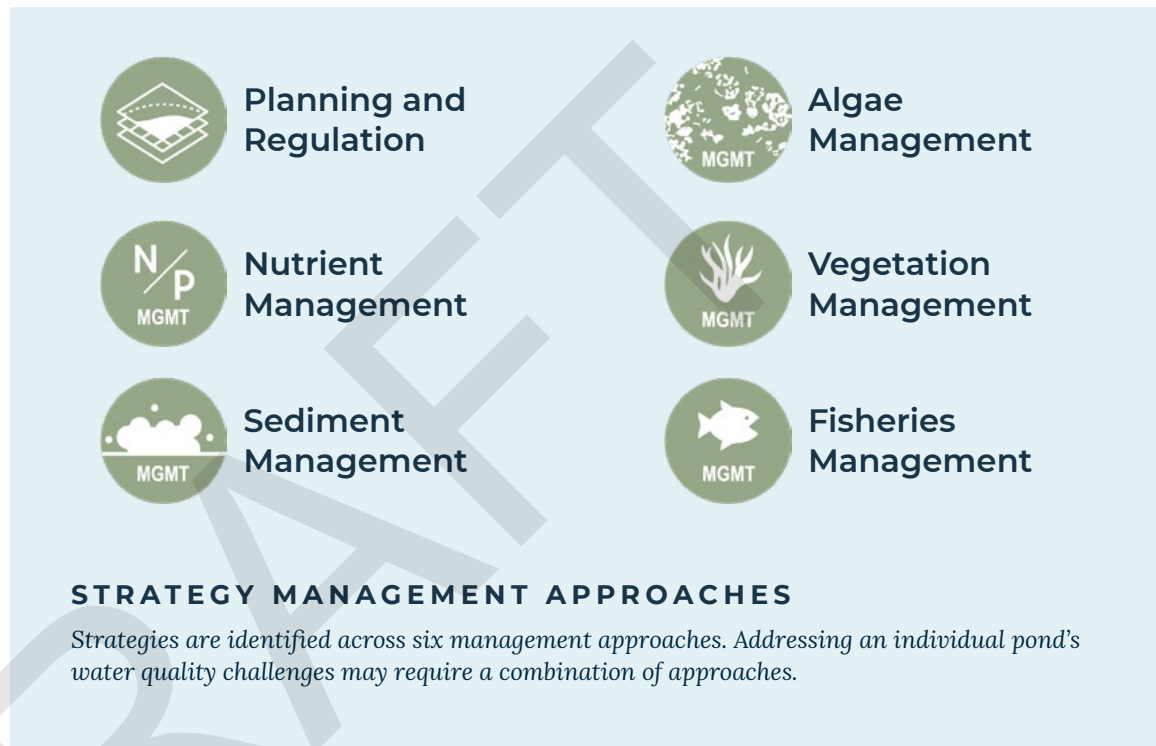 Planning and
Regulation
Algae
Management
MGMT
Nutrient
Management
N/P
MGMT
Vegetation
Management
MGMT
Sediment
Management
MGMT
Fisheries
Management
MGMT
STRATEGY MANAGEMENT APPROACHES
Strategies are identified across six management approaches. Addressing an individual pond's
water quality challenges may require a combination of approaches.
RAFT